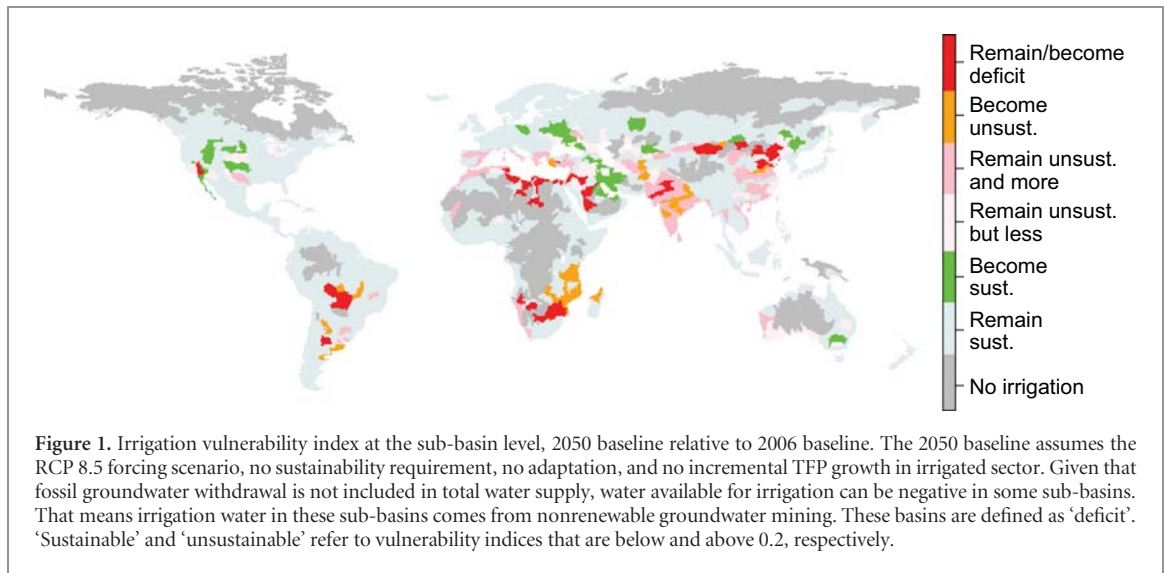 Remain/become
deficit
Become
unsust.
Remain unsust.
and more
Remain unsust.
but less
Become
sust.
Remain
sust.
No irrigation
Figure 1. Irrigation vulnerability index at the sub-basin level, 2050 baseline relative to 2006 baseline. The 2050 baseline assumes the
RCP 8.5 forcing scenario, no sustainability requirement, no adaptation, and no incremental TFP growth in irrigated sector. Given that
fossil groundwater withdrawal is not included in total water supply, water available for irrigation can be negative in some sub-basins.
That means irrigation water in these sub-basins comes from nonrenewable groundwater mining. These basins are defined as ‘deficit’.
‘Sustainable’ and ‘unsustainable’ refer to vulnerability indices that are below and above 0.2, respectively.